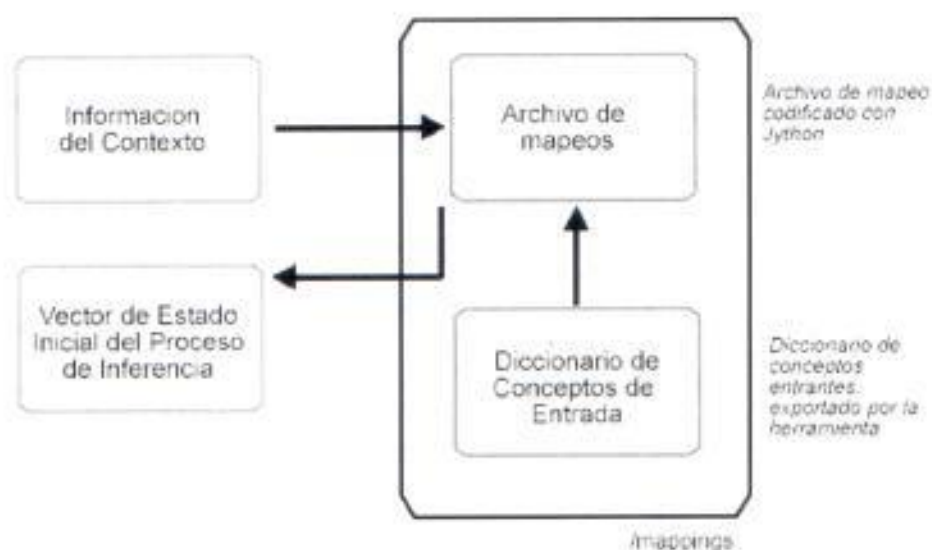 Informacion
del Contexto
Archivo de
mapeos
Archivo de mapeo
codificado con
Jython
Vector de Estado
Inicial del Proceso
de Inferencia
Diccionario de
Conceptos de
Entrada
Diccionario de
conceptos
entrantes,
exportado por la
herramienta
/mappings